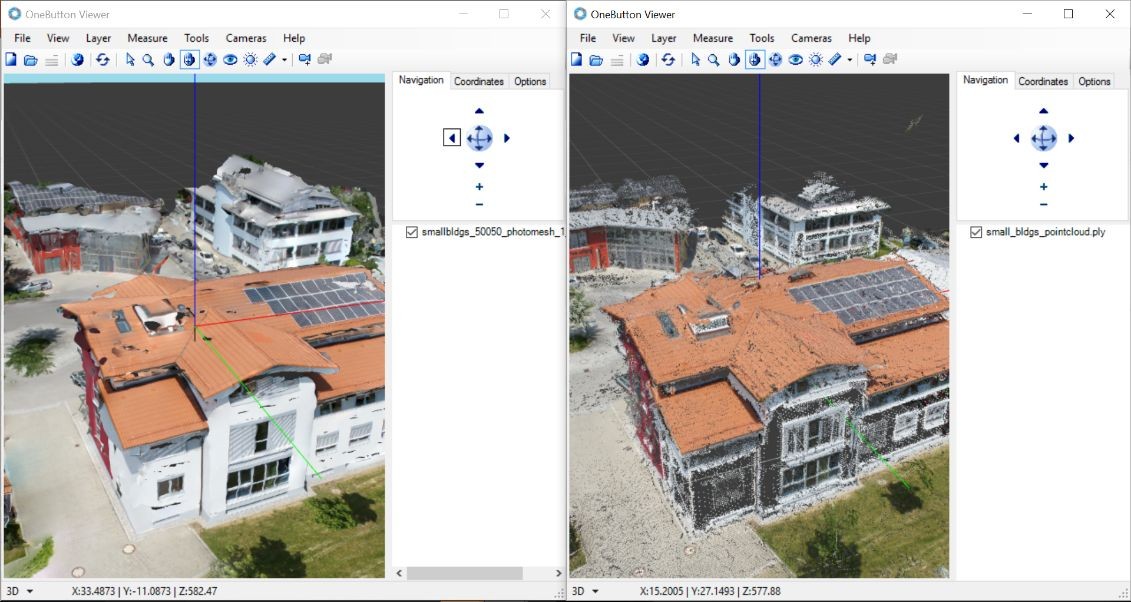 OneButton Viewer
File View Layer Measure Tools Cameras Help
Navigation Coordinates Options
smallbldgs_50050_photomesh_1
3D X:33.4873 | Y:-11.0873 | Z:582.47
OneButton Viewer
File View Layer Measure Tools Cameras Help
Navigation Coordinates Options
small_bldgs_pointcloud.ply
3D X:15.2005 | Y:27.1493 | Z:577.88